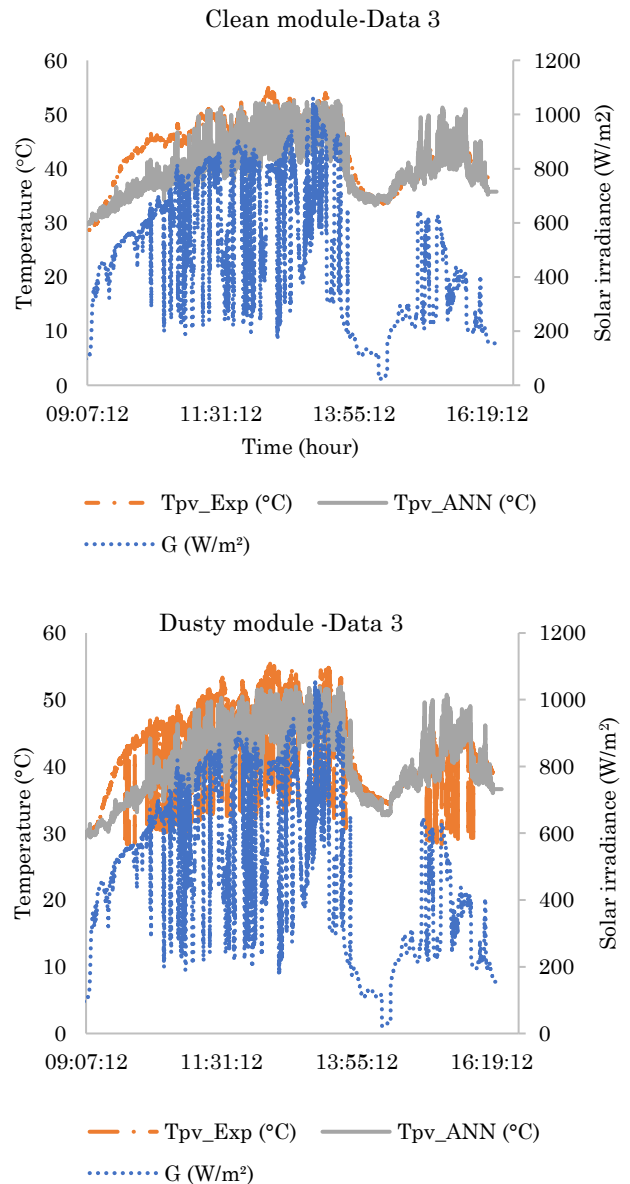 Clean module-Data 3
60
50
40
30
20
10
0
Temperature (°C)
1200
1000
800
600
400
200
0
Solar irradiance (W/m2)
09:07:12 11:31:12 13:55:12 16:19:12
Time (hour)
Tpv_Exp (°C) Tpv_ANN (°C)
G (W/m²)
Dusty module -Data 3
60
50
40
30
20
10
0
Temperature (°C)
1200
1000
800
600
400
200
0
Solar irradiance (W/m²)
09:07:12 11:31:12 13:55:12 16:19:12
Tpv_Exp (°C) Tpv_ANN (°C)
G (W/m²)